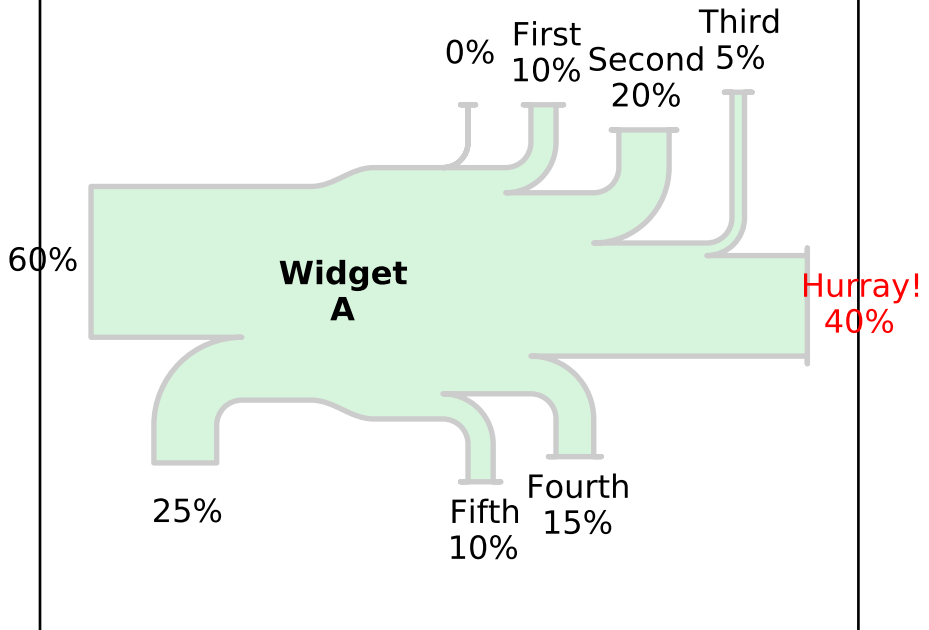 Third
5%
First
10%
0%
Second
20%
60%
Widget
A
Hurray!
40%
25%
Fifth
10%
Fourth
15%